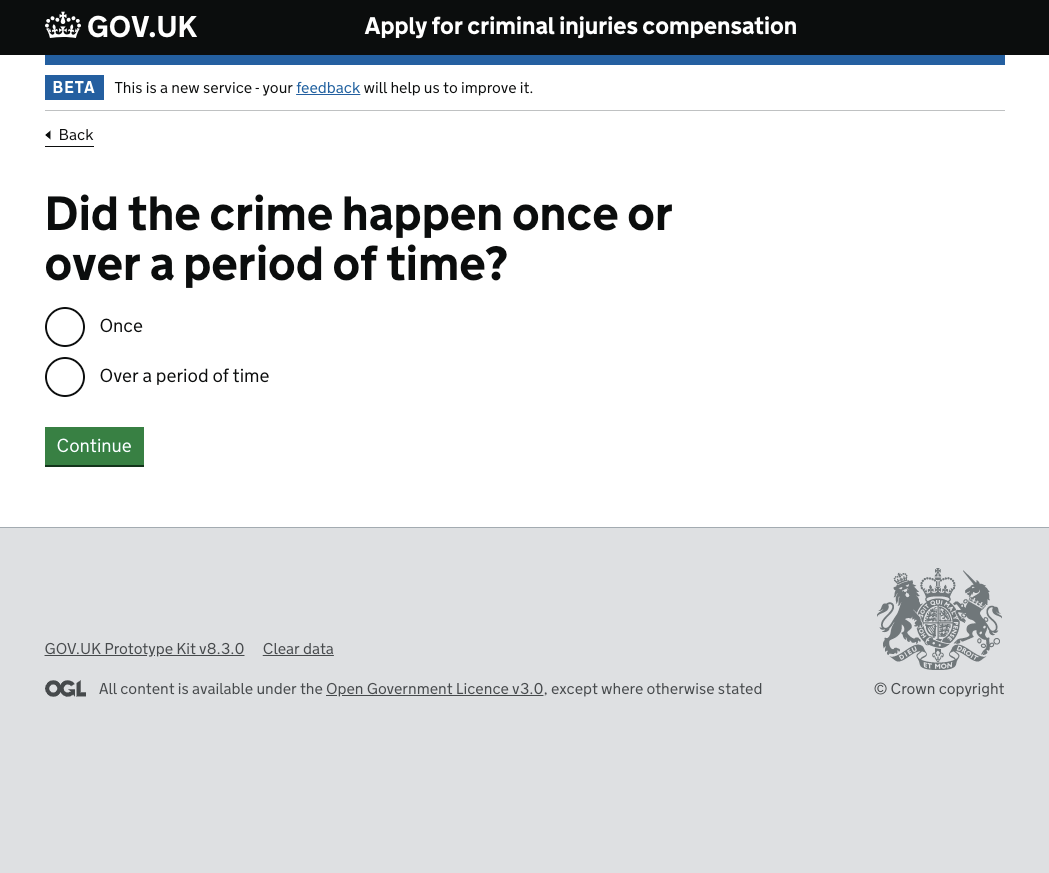 GOV.UK Apply for criminal injuries compensation
BETA This is a new service - your feedback will help us to improve it.
Back
Did the crime happen once or
over a period of time?
Once
Over a period of time
Continue
GOV.UK Prototype Kit v8.3.0 Clear data
OGL All content is available under the Open Government Licence v3.0, except where otherwise stated
DIEU ET MON DROIT
© Crown copyright